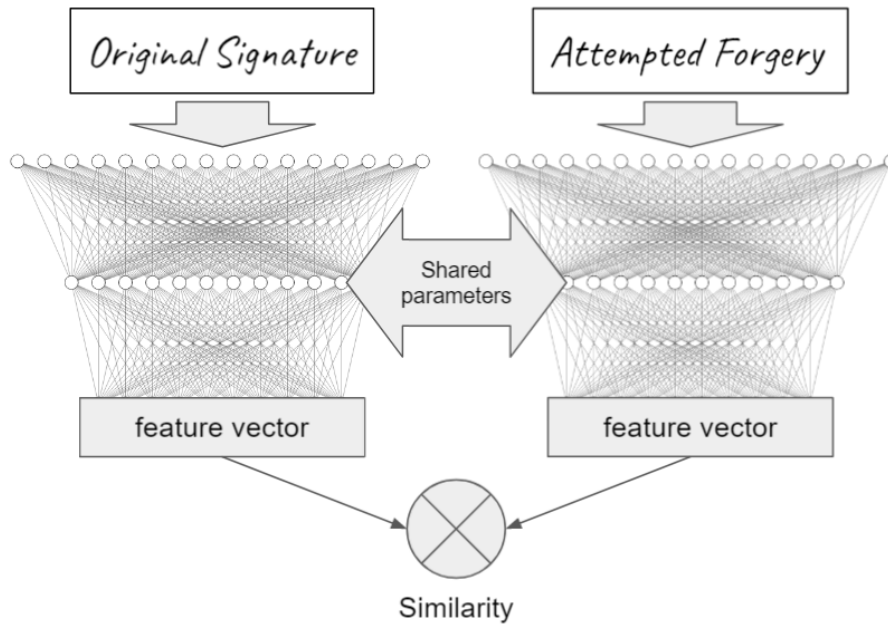 Original Signature
Attempted Forgery
Shared
parameters
feature vector
feature vector
Similarity